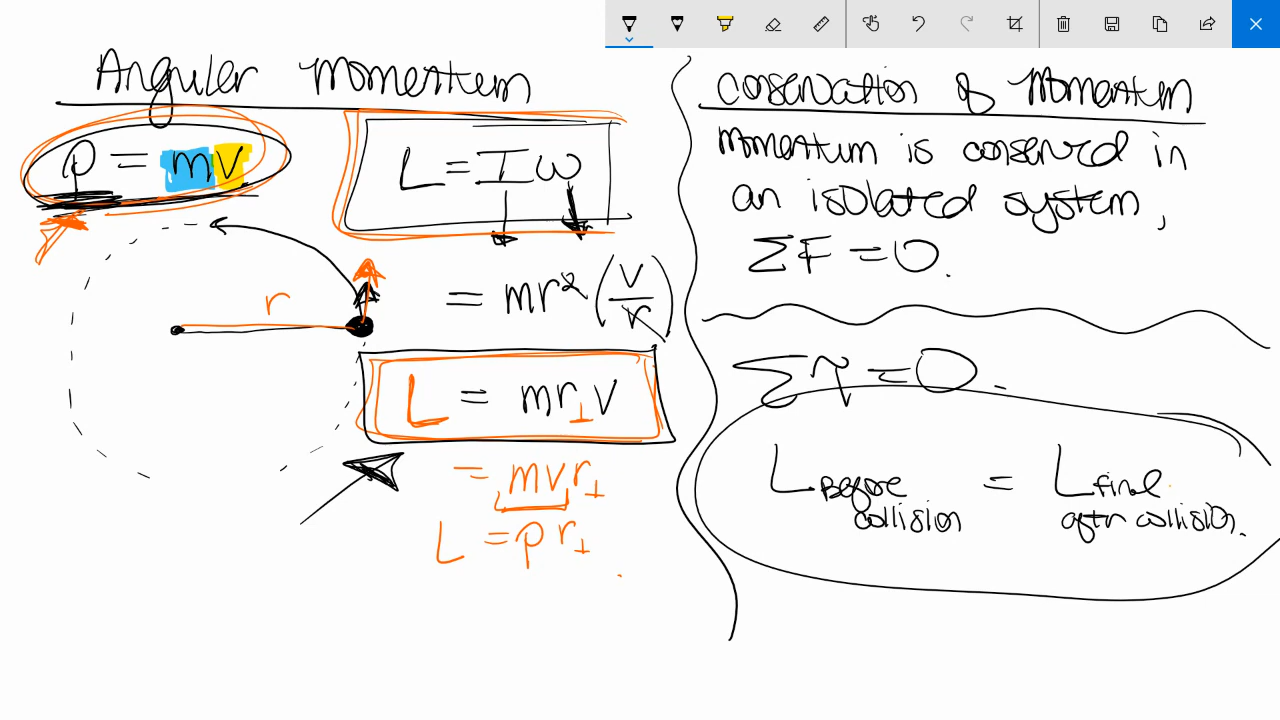 Angular Momentum
p = mv
L = Iω
r
= mr² (v/r)
L = mr⊥v
= mvr⊥
L = pr⊥
conservation of Momentum
Momentum is conserved in
an isolated system,
ΣF = 0.
Στ = 0.
LBefore = Lfinal
collision after collision.